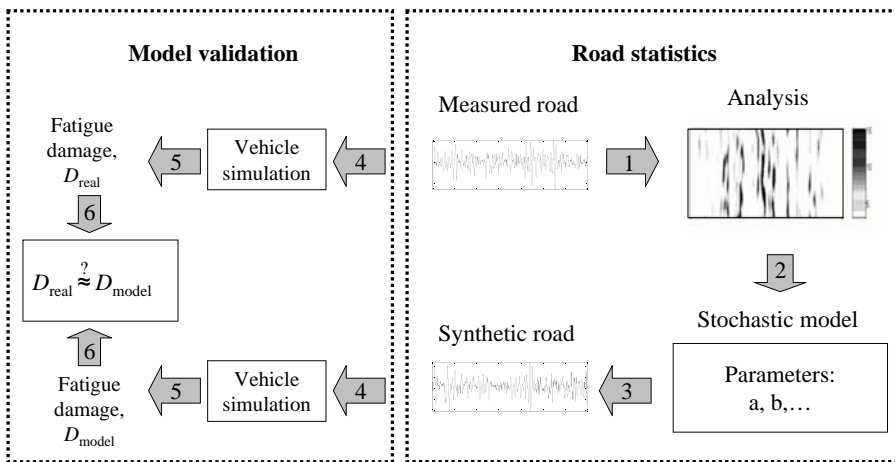 Model validation
Fatigue
damage,
D_real
5
Vehicle
simulation
4
6
D_real ≈? D_model
6
Fatigue
damage,
D_model
5
Vehicle
simulation
4
Road statistics
Measured road
1
Analysis
2
Stochastic model
Parameters:
a, b,…
3
Synthetic road